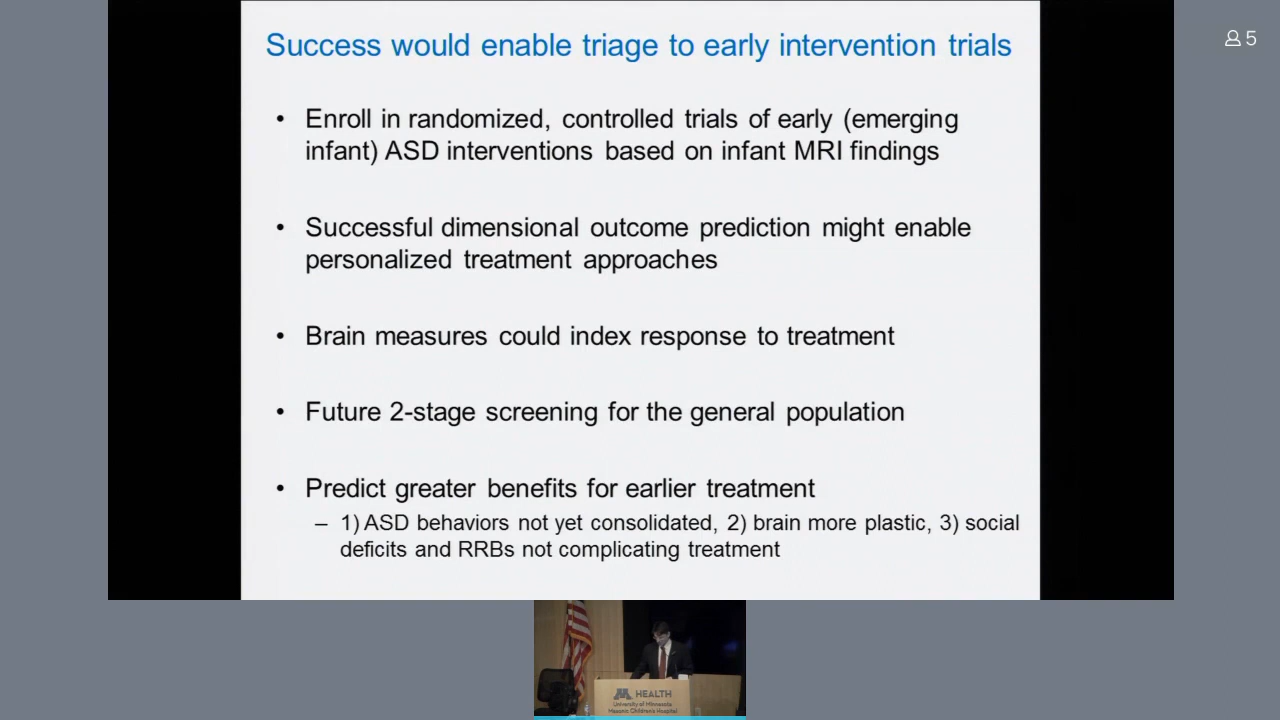 Success would enable triage to early intervention trials
5
• Enroll in randomized, controlled trials of early (emerging
infant) ASD interventions based on infant MRI findings
• Successful dimensional outcome prediction might enable
personalized treatment approaches
• Brain measures could index response to treatment
• Future 2-stage screening for the general population
• Predict greater benefits for earlier treatment
– 1) ASD behaviors not yet consolidated, 2) brain more plastic, 3) social
deficits and RRBs not complicating treatment
M HEALTH
University of Minnesota
Masonic Children's Hospital